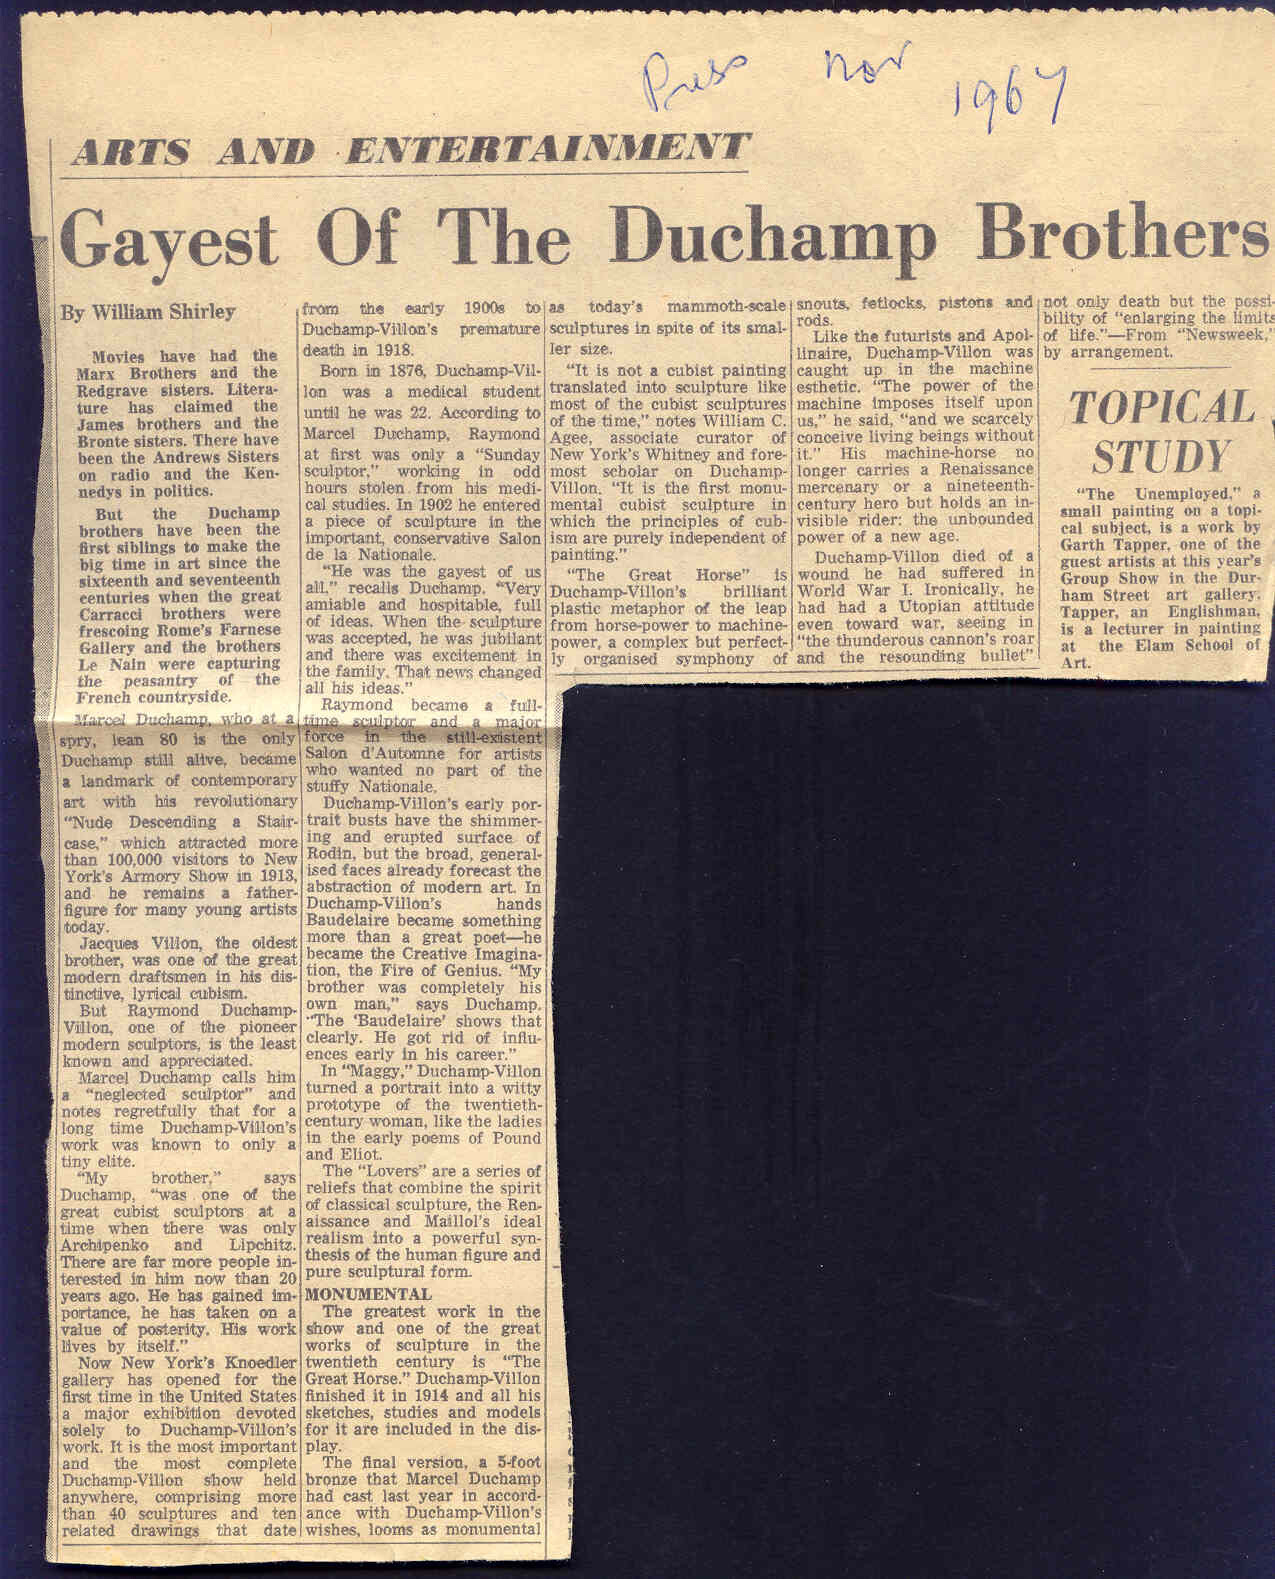 Press Nov 1967
ARTS AND ENTERTAINMENT
Gayest Of The Duchamp Brothers
By William Shirley
Movies have had the
Marx Brothers and the
Redgrave sisters. Litera-
ture has claimed the
James brothers and the
Bronte sisters. There have
been the Andrews Sisters
on radio and the Ken-
nedys in politics.
But the Duchamp
brothers have been the
first siblings to make the
big time in art since the
sixteenth and seventeenth
centuries when the great
Carracci brothers were
frescoing Rome's Farnese
Gallery and the brothers
Le Nain were capturing
the peasantry of the
French countryside.
Marcel Duchamp, who at a
spry, lean 80 is the only
Duchamp still alive, became
a landmark of contemporary
art with his revolutionary
"Nude Descending a Stair-
case," which attracted more
than 100,000 visitors to New
York's Armory Show in 1913,
and he remains a father-
figure for many young artists
today.
Jacques Villon, the oldest
brother, was one of the great
modern draftsmen in his dis-
tinctive, lyrical cubism.
But Raymond Duchamp-
Villon, one of the pioneer
modern sculptors, is the least
known and appreciated.
Marcel Duchamp calls him
a "neglected sculptor" and
notes regretfully that for a
long time Duchamp-Villon's
work was known to only a
tiny elite.
"My brother," says
Duchamp, "was one of the
great cubist sculptors at a
time when there was only
Archipenko and Lipchitz.
There are far more people in-
terested in him now than 20
years ago. He has gained im-
portance, he has taken on a
value of posterity. His work
lives by itself."
Now New York's Knoedler
gallery has opened for the
first time in the United States
a major exhibition devoted
solely to Duchamp-Villon's
work. It is the most important
and the most complete
Duchamp-Villon show held
anywhere, comprising more
than 40 sculptures and ten
related drawings that date
from the early 1900s to
Duchamp-Villon's premature
death in 1918.
Born in 1876, Duchamp-Vil-
lon was a medical student
until he was 22. According to
Marcel Duchamp, Raymond
at first was only a "Sunday
sculptor," working in odd
hours stolen from his medi-
cal studies. In 1902 he entered
a piece of sculpture in the
important, conservative Salon
de la Nationale.
"He was the gayest of us
all," recalls Duchamp. "Very
amiable and hospitable, full
of ideas. When the sculpture
was accepted, he was jubilant
and there was excitement in
the family. That news changed
all his ideas."
Raymond became a full-
time sculptor and a major
force in the still-existent
Salon d'Automne for artists
who wanted no part of the
stuffy Nationale.
Duchamp-Villon's early por-
trait busts have the shimmer-
ing and erupted surface of
Rodin, but the broad, general-
ised faces already forecast the
abstraction of modern art. In
Duchamp-Villon's hands
Baudelaire became something
more than a great poet—he
became the Creative Imagina-
tion, the Fire of Genius. "My
brother was completely his
own man," says Duchamp.
"The 'Baudelaire' shows that
clearly. He got rid of influ-
ences early in his career."
In "Maggy," Duchamp-Villon
turned a portrait into a witty
prototype of the twentieth-
century woman, like the ladies
in the early poems of Pound
and Eliot.
The "Lovers" are a series of
reliefs that combine the spirit
of classical sculpture, the Ren-
aissance and Maillol's ideal
realism into a powerful syn-
thesis of the human figure and
pure sculptural form.
MONUMENTAL
The greatest work in the
show and one of the great
works of sculpture in the
twentieth century is "The
Great Horse." Duchamp-Villon
finished it in 1914 and all his
sketches, studies and models
for it are included in the dis-
play.
The final version, a 5-foot
bronze that Marcel Duchamp
had cast last year in accord-
ance with Duchamp-Villon's
wishes, looms as monumental
as today's mammoth-scale
sculptures in spite of its smal-
ler size.
"It is not a cubist painting
translated into sculpture like
most of the cubist sculptures
of the time," notes William C.
Agee, associate curator of
New York's Whitney and fore-
most scholar on Duchamp-
Villon. "It is the first monu-
mental cubist sculpture in
which the principles of cub-
ism are purely independent of
painting."
"The Great Horse" is
Duchamp-Villon's brilliant
plastic metaphor of the leap
from horse-power to machine-
power, a complex but perfect-
ly organised symphony of
snouts, fetlocks, pistons and
rods.
Like the futurists and Apol-
linaire, Duchamp-Villon was
caught up in the machine
esthetic. "The power of the
machine imposes itself upon
us," he said, "and we scarcely
conceive living beings without
it." His machine-horse no
longer carries a Renaissance
mercenary or a nineteenth-
century hero but holds an in-
visible rider: the unbounded
power of a new age.
Duchamp-Villon died of a
wound he had suffered in
World War I. Ironically, he
had had a Utopian attitude
even toward war, seeing in
"the thunderous cannon's roar
and the resounding bullet"
not only death but the possi-
bility of "enlarging the limits
of life."—From "Newsweek,"
by arrangement.
TOPICAL
STUDY
"The Unemployed," a
small painting on a topi-
cal subject, is a work by
Garth Tapper, one of the
guest artists at this year's
Group Show in the Dur-
ham Street art gallery.
Tapper, an Englishman,
is a lecturer in painting
at the Elam School of
Art.